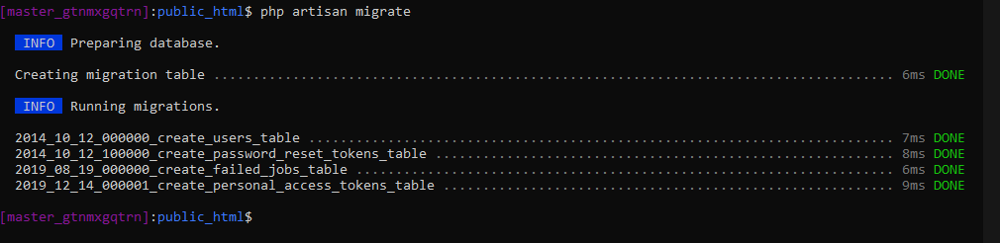 [master_gtnmxgqtrn]:public_html$ php artisan migrate
INFO Preparing database.
Creating migration table ...................................................................................... 6ms DONE
INFO Running migrations.
2014_10_12_000000_create_users_table .......................................................................... 7ms DONE
2014_10_12_100000_create_password_reset_tokens_table .......................................................... 8ms DONE
2019_08_19_000000_create_failed_jobs_table .................................................................... 6ms DONE
2019_12_14_000001_create_personal_access_tokens_table ......................................................... 9ms DONE
[master_gtnmxgqtrn]:public_html$